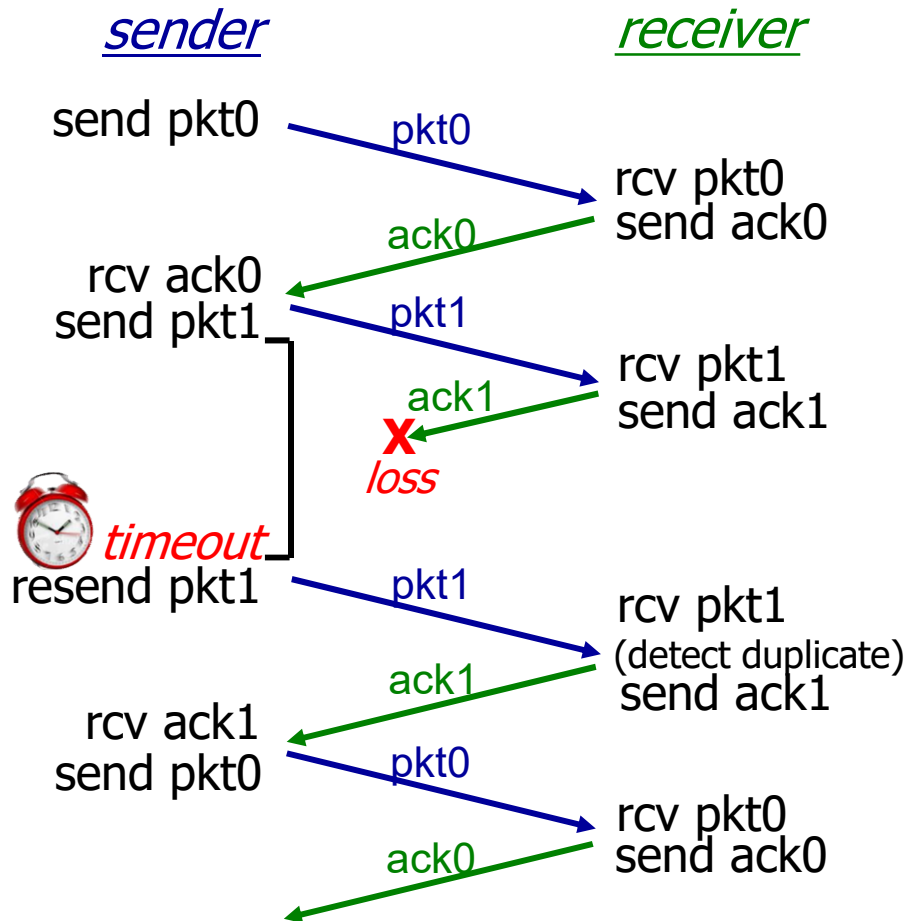 sender
receiver
send pkt0
pkt0
rcv pkt0
send ack0
ack0
rcv ack0
send pkt1
pkt1
rcv pkt1
send ack1
ack1
X
loss
timeout
resend pkt1
pkt1
rcv pkt1
(detect duplicate)
send ack1
ack1
rcv ack1
send pkt0
pkt0
rcv pkt0
send ack0
ack0